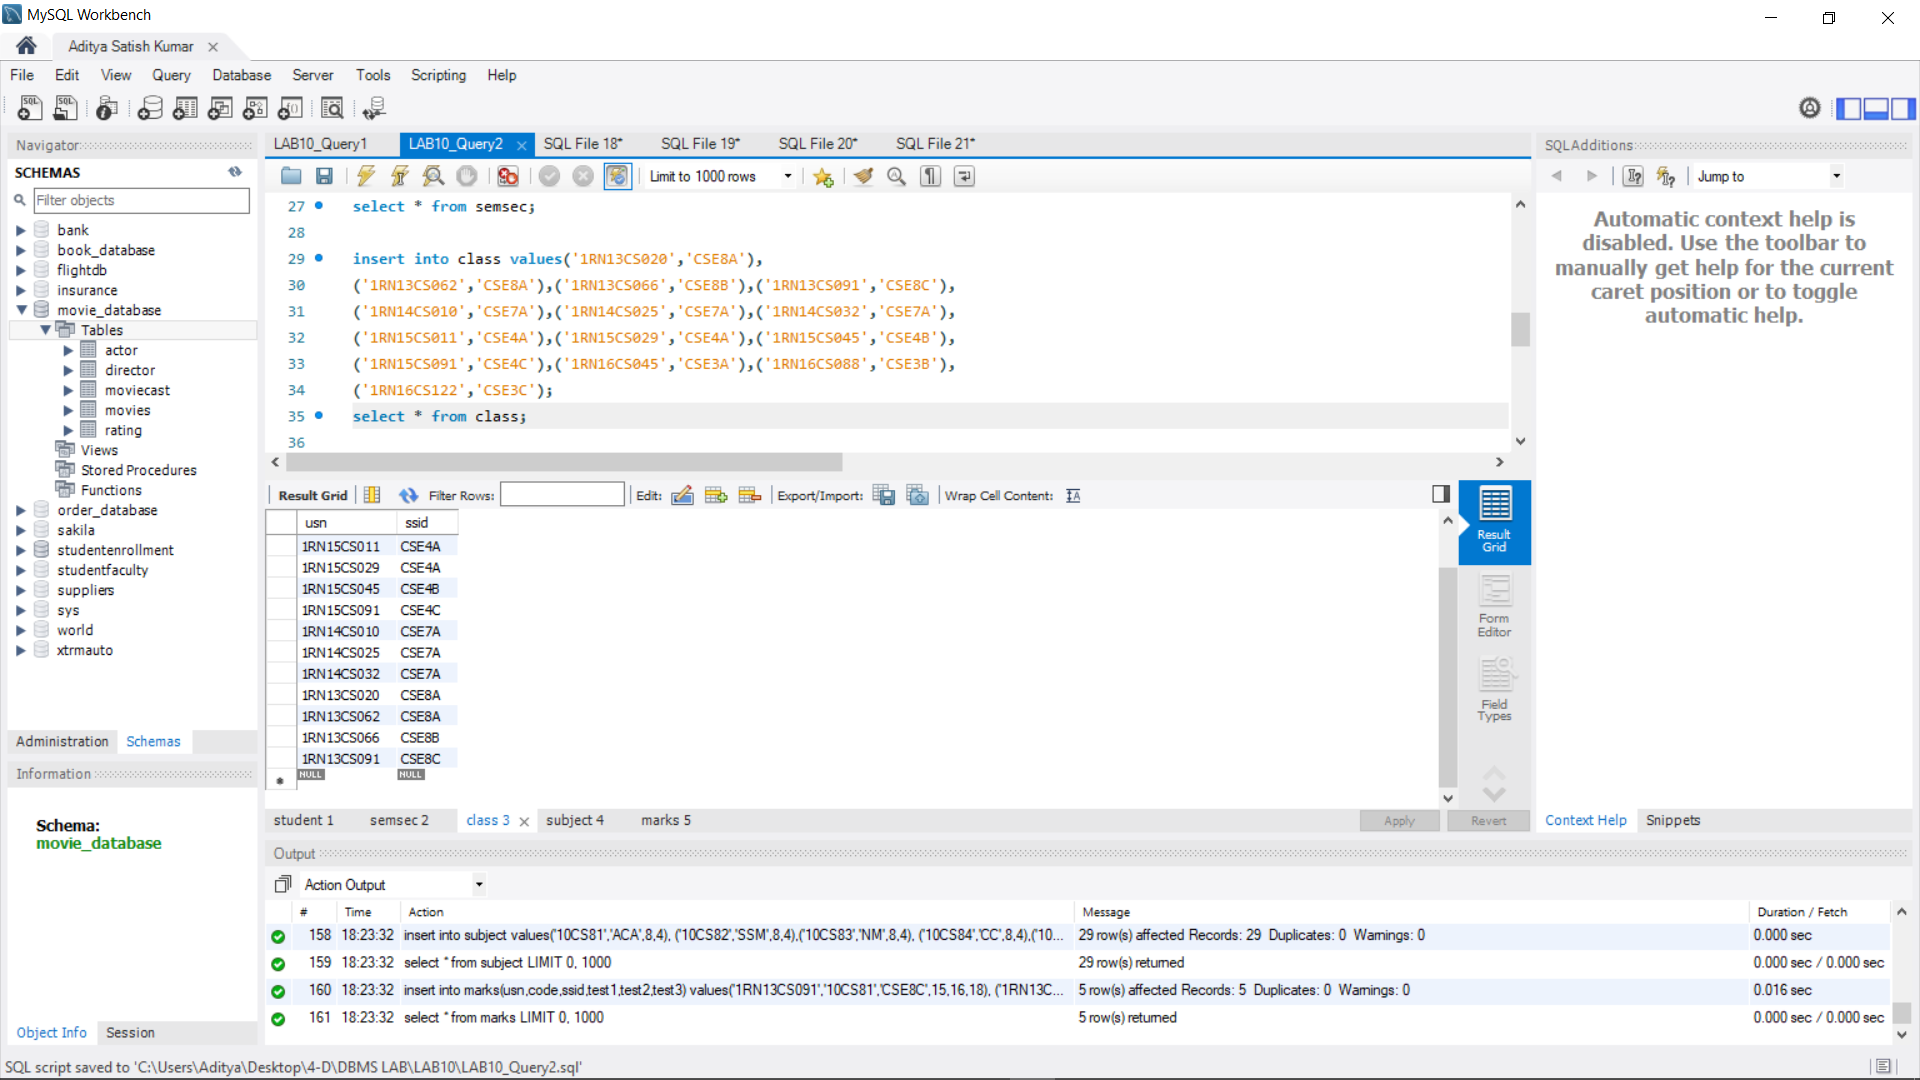 MySQL Workbench
Aditya Satish Kumar
File Edit View Query Database Server Tools Scripting Help
Navigator
SCHEMAS
Filter objects
bank
book_database
flightdb
insurance
movie_database
Tables
actor
director
moviecast
movies
rating
Views
Stored Procedures
Functions
order_database
sakila
studentenrollment
studentfaculty
suppliers
sys
world
xtrmauto
Administration Schemas
Information
Schema:
movie_database
Object Info Session
LAB10_Query1 LAB10_Query2 SQL File 18* SQL File 19* SQL File 20* SQL File 21*
Limit to 1000 rows
27 select * from semsec;
28
29 insert into class values('1RN13CS020','CSE8A'),
30 ('1RN13CS062','CSE8A'),('1RN13CS066','CSE8B'),('1RN13CS091','CSE8C'),
31 ('1RN14CS010','CSE7A'),('1RN14CS025','CSE7A'),('1RN14CS032','CSE7A'),
32 ('1RN15CS011','CSE4A'),('1RN15CS029','CSE4A'),('1RN15CS045','CSE4B'),
33 ('1RN15CS091','CSE4C'),('1RN16CS045','CSE3A'),('1RN16CS088','CSE3B'),
34 ('1RN16CS122','CSE3C');
35 select * from class;
36
Result Grid Filter Rows: Edit: Export/Import: Wrap Cell Content:
usn ssid
1RN15CS011 CSE4A
1RN15CS029 CSE4A
1RN15CS045 CSE4B
1RN15CS091 CSE4C
1RN14CS010 CSE7A
1RN14CS025 CSE7A
1RN14CS032 CSE7A
1RN13CS020 CSE8A
1RN13CS062 CSE8A
1RN13CS066 CSE8B
1RN13CS091 CSE8C
NULL NULL
Result
Grid
Form
Editor
Field
Types
student 1 semsec 2 class 3 subject 4 marks 5
Apply Revert
SQLAdditions
Jump to
Automatic context help is
disabled. Use the toolbar to
manually get help for the current
caret position or to toggle
automatic help.
Context Help Snippets
Output
Action Output
# Time Action Message Duration / Fetch
158 18:23:32 insert into subject values('10CS81','ACA',8,4), ('10CS82','SSM',8,4),('10CS83','NM',8,4), ('10CS84','CC',8,4),('10... 29 row(s) affected Records: 29 Duplicates: 0 Warnings: 0 0.000 sec
159 18:23:32 select * from subject LIMIT 0, 1000 29 row(s) returned 0.000 sec / 0.000 sec
160 18:23:32 insert into marks(usn,code,ssid,test1,test2,test3) values('1RN13CS091','10CS81','CSE8C',15,16,18), ('1RN13C... 5 row(s) affected Records: 5 Duplicates: 0 Warnings: 0 0.016 sec
161 18:23:32 select * from marks LIMIT 0, 1000 5 row(s) returned 0.000 sec / 0.000 sec
SQL script saved to 'C:\Users\Aditya\Desktop\4-D\DBMS LAB\LAB10\LAB10_Query2.sql'